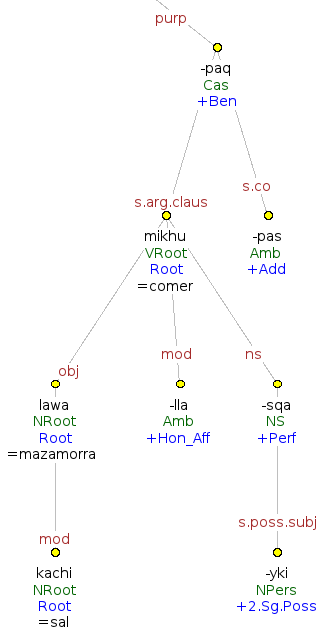 purp
-paq
Cas
+Ben
s.arg.claus
s.co
mikhu
VRoot
Root
=comer
-pas
Amb
+Add
obj
mod
ns
lawa
NRoot
Root
=mazamorra
-lla
Amb
+Hon_Aff
-sqa
NS
+Perf
mod
s.poss.subj
kachi
NRoot
Root
=sal
-yki
NPers
+2.Sg.Poss